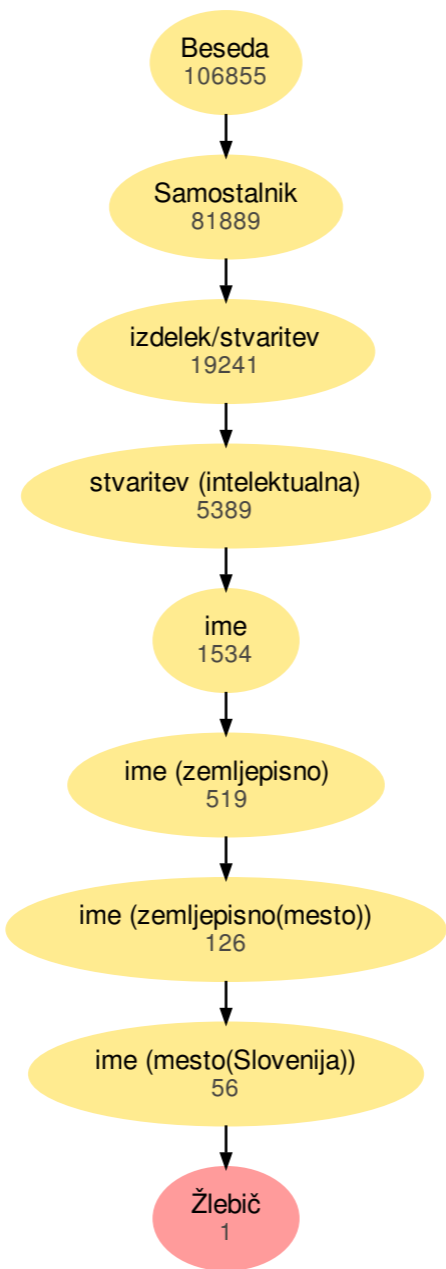 Beseda
106855
Samostalnik
81889
izdelek/stvaritev
19241
stvaritev (intelektualna)
5389
ime
1534
ime (zemljepisno)
519
ime (zemljepisno(mesto))
126
ime (mesto(Slovenija))
56
Žlebič
1